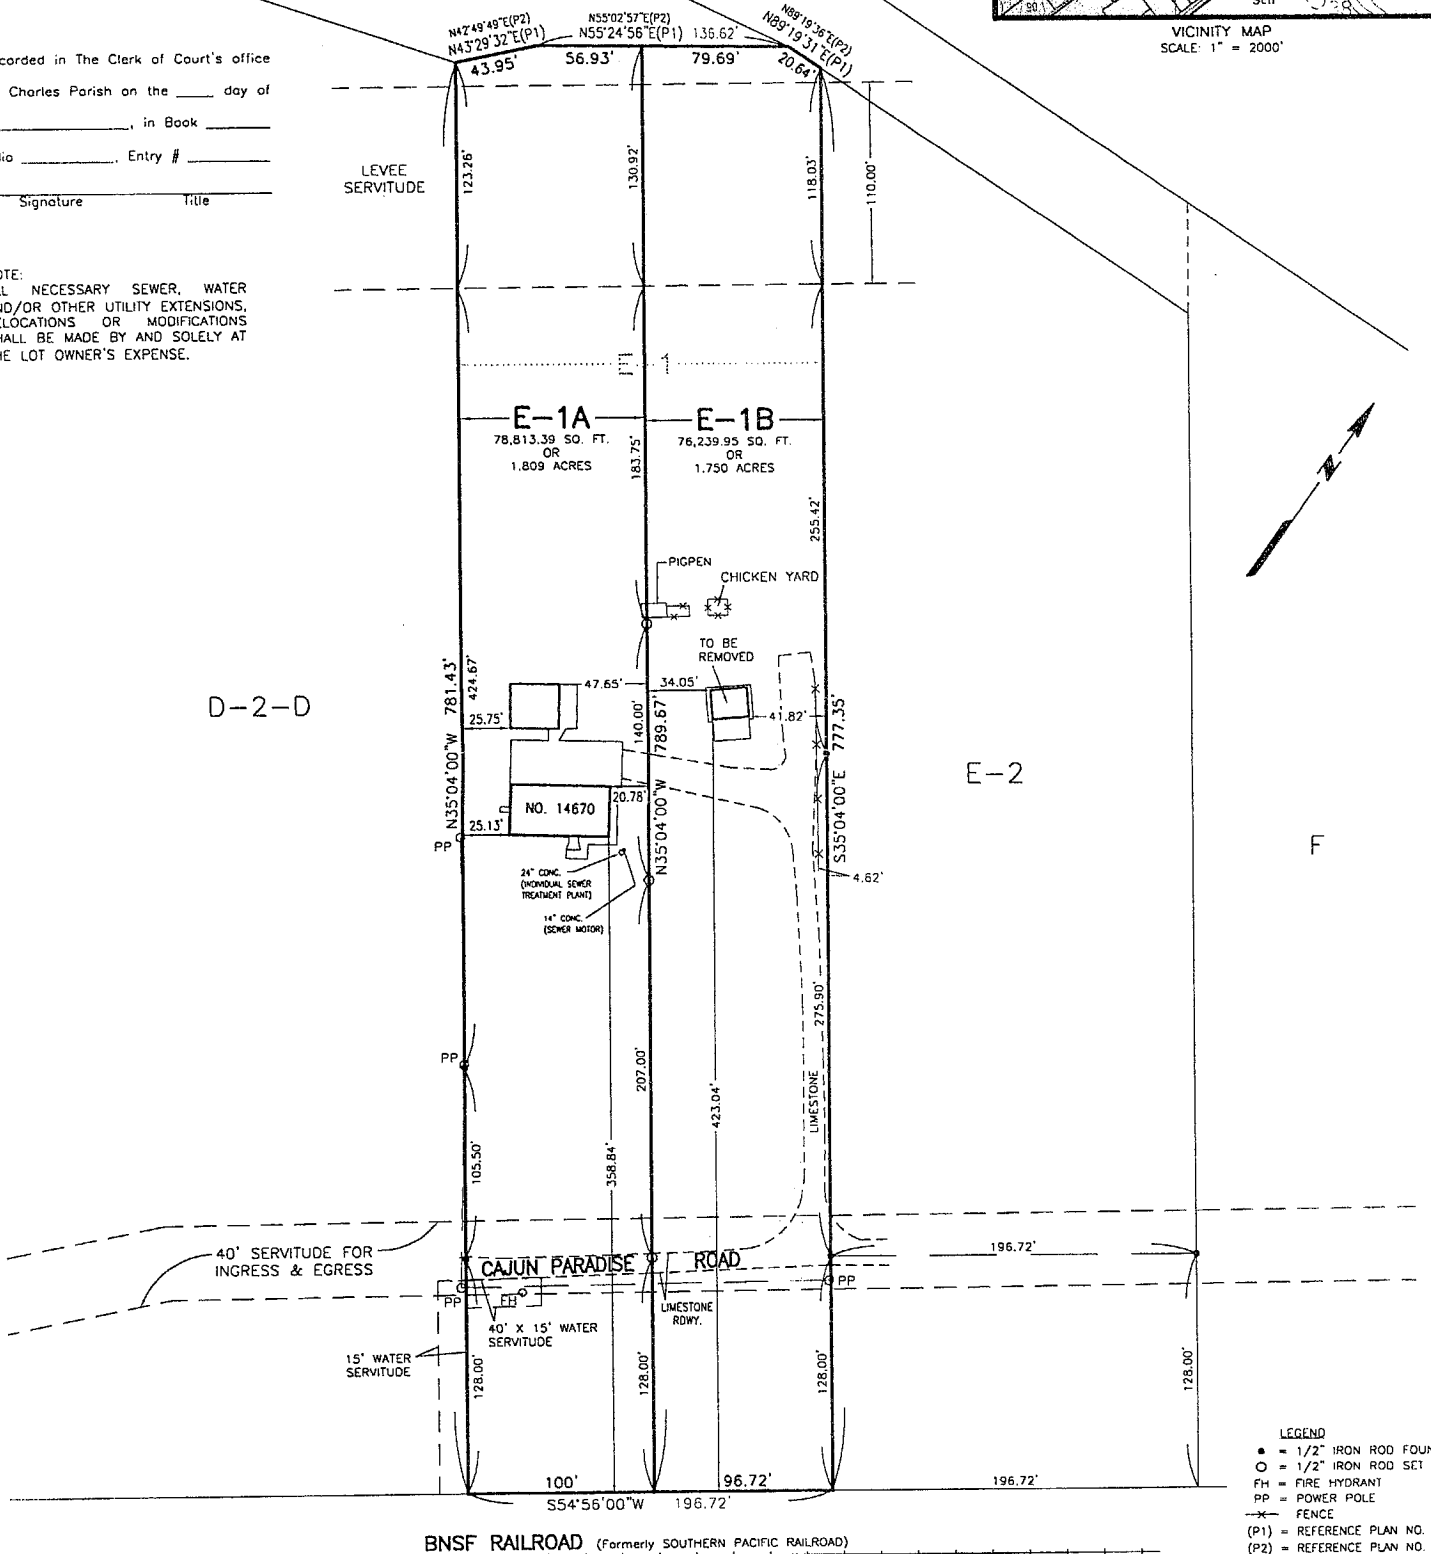 corded in The Clerk of Court's office
Charles Parish on the ____ day of
____________, in Book ______
io _________, Entry # ________
Signature Title
OTE:
L NECESSARY SEWER, WATER
ND/OR OTHER UTILITY EXTENSIONS,
LOCATIONS OR MODIFICATIONS
HALL BE MADE BY AND SOLELY AT
HE LOT OWNER'S EXPENSE.
VICINITY MAP
SCALE: 1" = 2000'
N42°49'49"E(P2)
N43°29'32"E(P1)
43.95'
N55°02'57"E(P2)
N55°24'56"E(P1) 136.62'
56.93'
79.69'
N89°19'36"E(P2)
N89°19'31"E(P1)
20.64'
LEVEE
SERVITUDE
123.26'
130.92'
118.03'
110.00'
E-1
E-1A
78,813.39 SQ. FT.
OR
1.809 ACRES
E-1B
76,239.95 SQ. FT.
OR
1.750 ACRES
183.75'
255.42'
N
PIGPEN
CHICKEN YARD
TO BE
REMOVED
D-2-D
E-2
F
N35°04'00"W 781.43'
424.67'
47.65'
34.05'
25.75'
41.82'
140.00'
N35°04'00"W 789.67'
S35°04'00"E 777.35'
NO. 14670
20.78'
25.13'
PP
4.62'
24" CONC.
(INDIVIDUAL SEWER
TREATMENT PLANT)
14" CONC.
(SEWER MOTOR)
275.90'
PP
207.00'
423.04'
LIMESTONE
105.50'
358.84'
40' SERVITUDE FOR
INGRESS & EGRESS
CAJUN PARADISE ROAD
196.72'
PP
FH
PP
40' X 15' WATER
SERVITUDE
LIMESTONE
RDWY.
15' WATER
SERVITUDE
128.00'
128.00'
128.00'
128.00'
100'
96.72'
196.72'
S54°56'00"W 196.72'
BNSF RAILROAD (Formerly SOUTHERN PACIFIC RAILROAD)
LEGEND
● = 1/2" IRON ROD FOUN
○ = 1/2" IRON ROD SET
FH = FIRE HYDRANT
PP = POWER POLE
—x— = FENCE
(P1) = REFERENCE PLAN NO.
(P2) = REFERENCE PLAN NO.